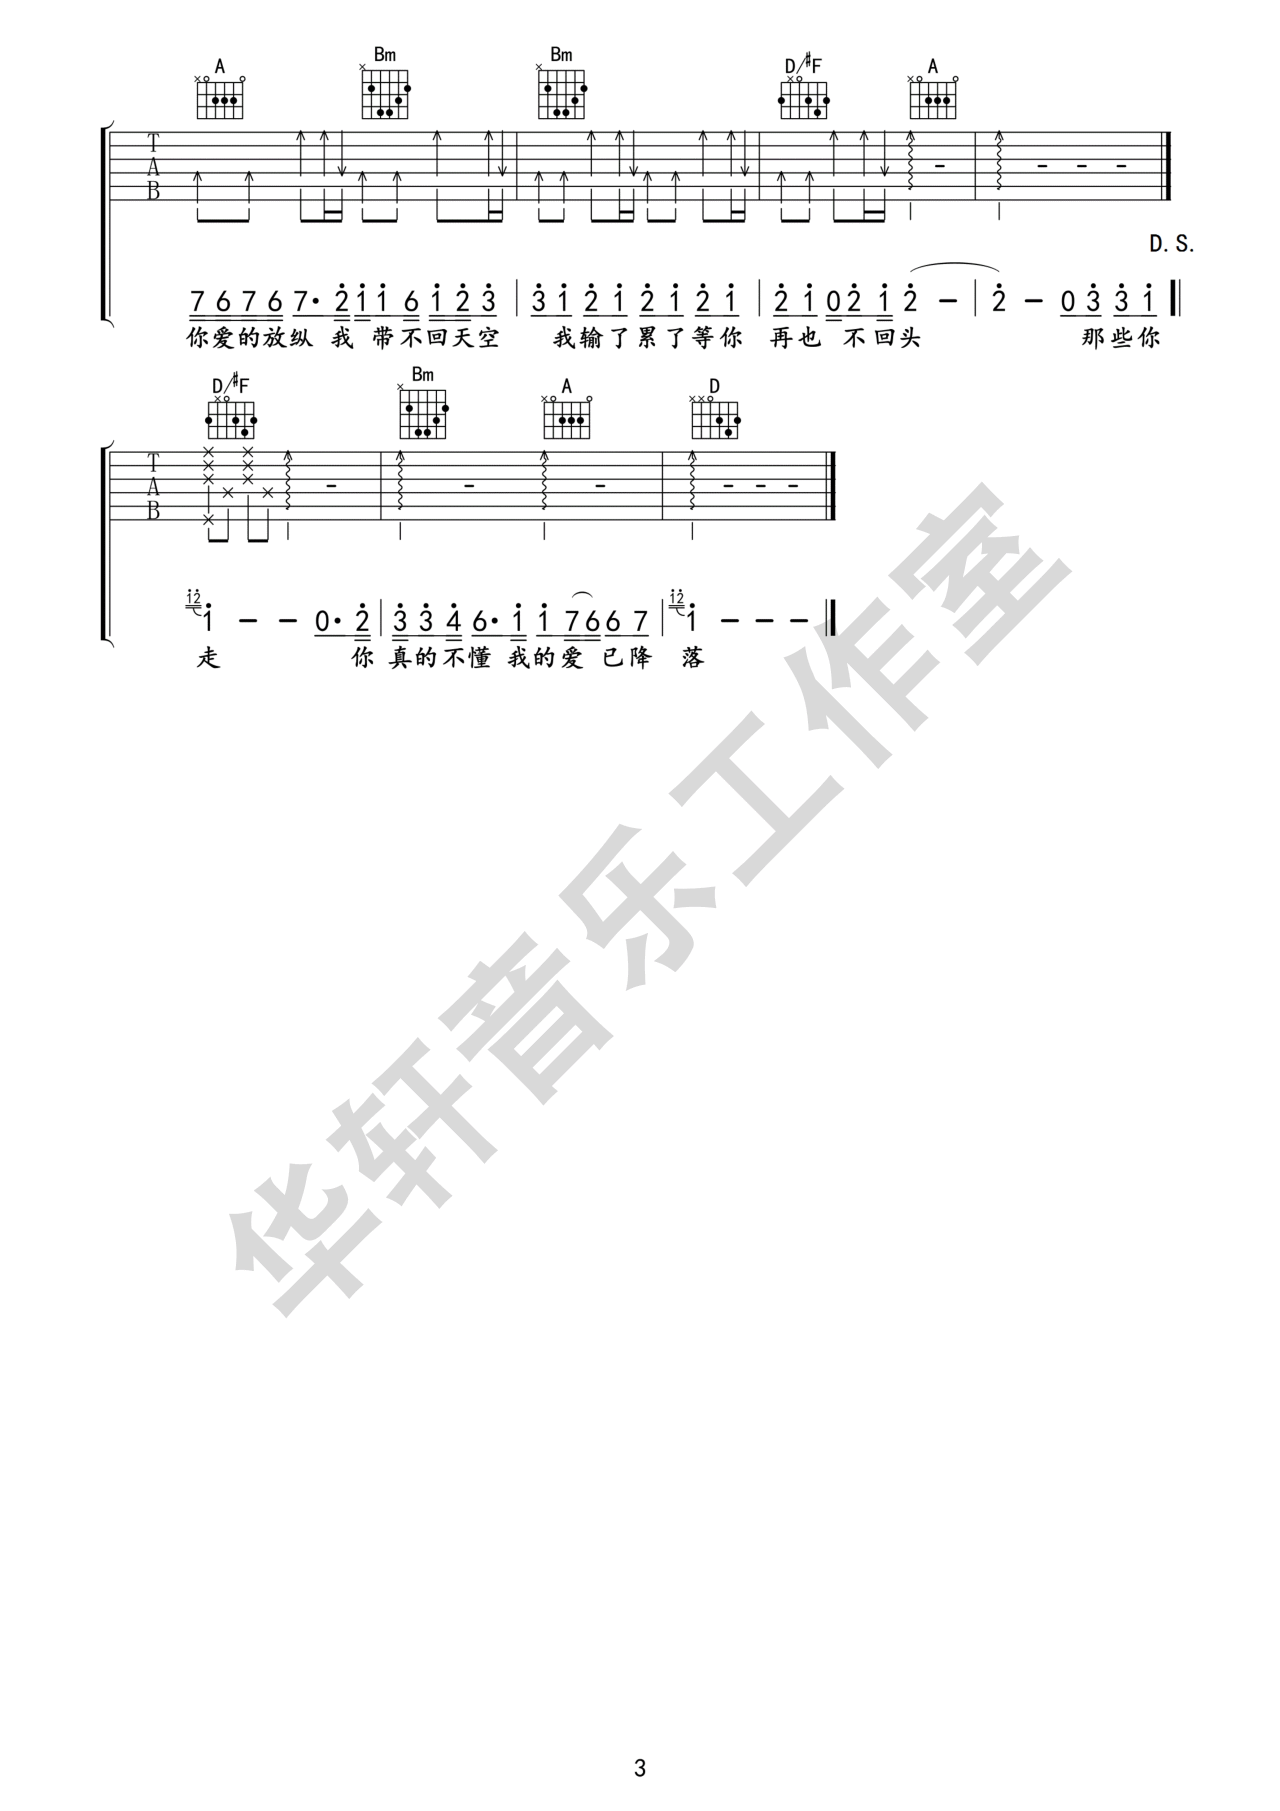 A Bm Bm D/#F A
T
A
B
D.S.
7 6 7 6 7· 2 1 1 6 1 2 3 | 3 1 2 1 2 1 2 1 | 2 1 0 2 1 2 – | 2 – 0 3 3 1
你爱的放纵 我 带不回天空 我输了累了等你 再也 不回头 那些你
D/#F Bm A D
T
A
B
12 1 – – 0· 2 | 3 3 4 6· 1 1 7 6 6 7 | 12 1 – – –
走 你 真的不懂 我的爱 已降 落
华轩音乐工作室
3